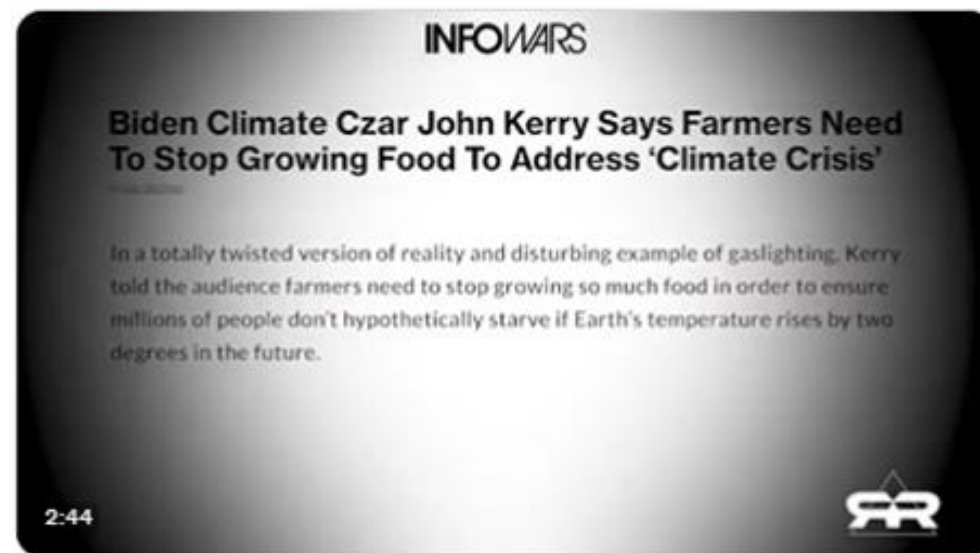 INFOWARS
Biden Climate Czar John Kerry Says Farmers Need
To Stop Growing Food To Address ‘Climate Crisis’
In a totally twisted version of reality and disturbing example of gaslighting, Kerry
told the audience farmers need to stop growing so much food in order to ensure
millions of people don't hypothetically starve if Earth's temperature rises by two
degrees in the future.
2:44